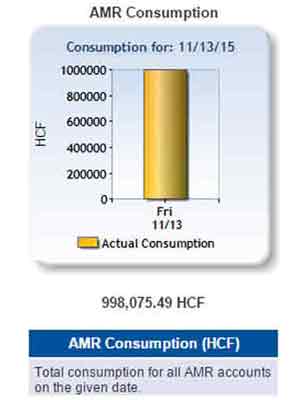 AMR Consumption
Consumption for: 11/13/15
1000000
800000
600000
400000
200000
0
HCF
Fri
11/13
Actual Consumption
998,075.49 HCF
AMR Consumption (HCF)
Total consumption for all AMR accounts
on the given date.